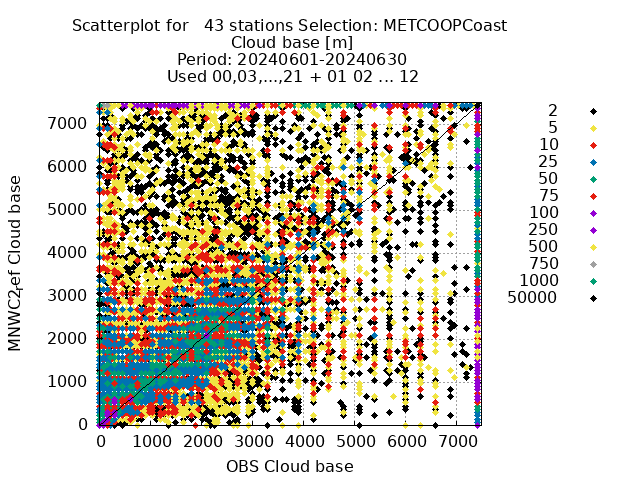 Scatterplot for 43 stations Selection: METCOOPCoast
Cloud base [m]
Period: 20240601-20240630
Used 00,03,...,21 + 01 02 ... 12
MNWC2_ef Cloud base
7000
6000
5000
4000
3000
2000
1000
0
0 1000 2000 3000 4000 5000 6000 7000
OBS Cloud base
2
5
10
25
50
75
100
250
500
750
1000
50000